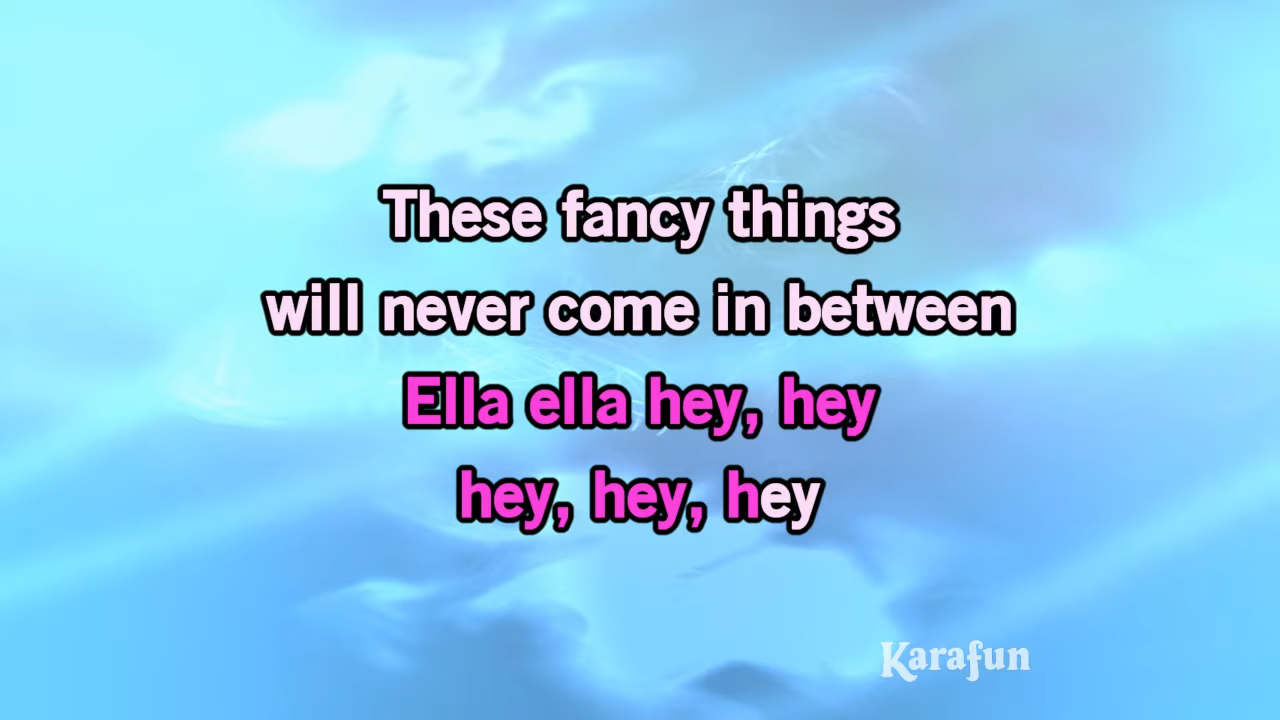 These fancy things
will never come in between
Ella ella hey, hey
hey, hey, hey
Karafun